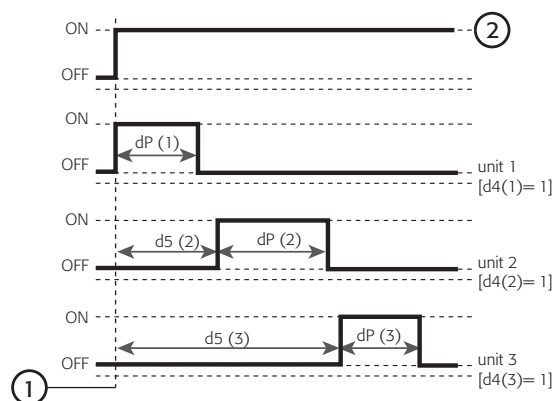 ON
2
OFF
ON
dP (1)
OFF
unit 1
[d4(1)= 1]
ON
d5 (2)
dP (2)
OFF
unit 2
[d4(2)= 1]
ON
d5 (3)
dP (3)
OFF
unit 3
[d4(3)= 1]
1